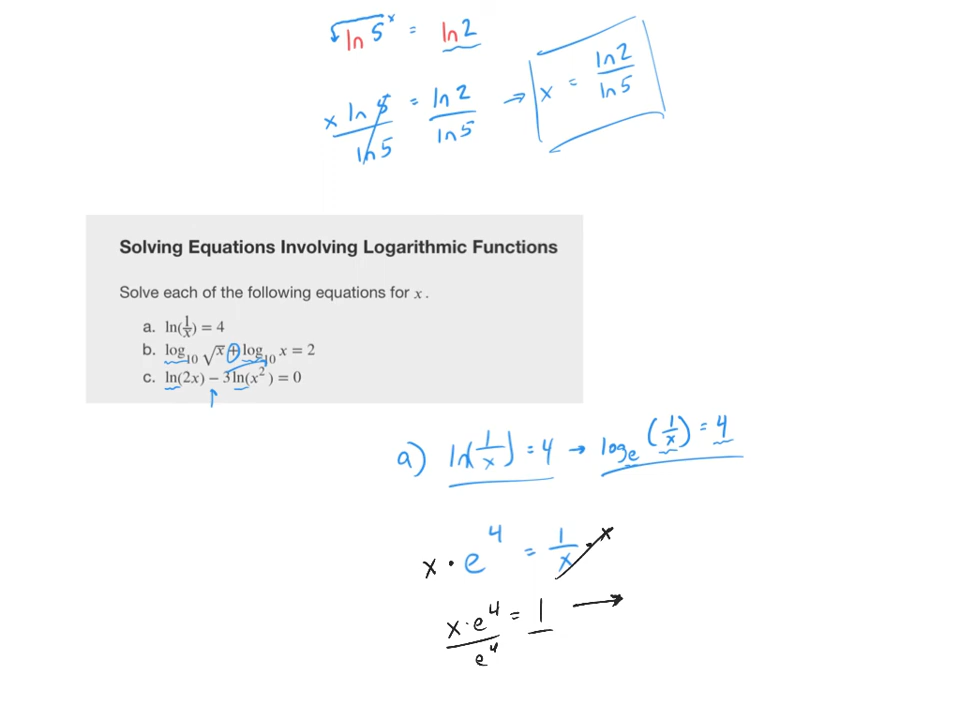 ln 5^x = ln 2
x ln 5 / ln 5 = ln 2 / ln 5 → x = ln 2 / ln 5
Solving Equations Involving Logarithmic Functions
Solve each of the following equations for x .
a. ln(1/x) = 4
b. log₁₀ √x + log₁₀ x = 2
c. ln(2x) − 3ln(x²) = 0
a) ln(1/x) = 4 → logₑ (1/x) = 4
x · e^4 = 1/x · x
x · e^4 / e^4 = 1 →